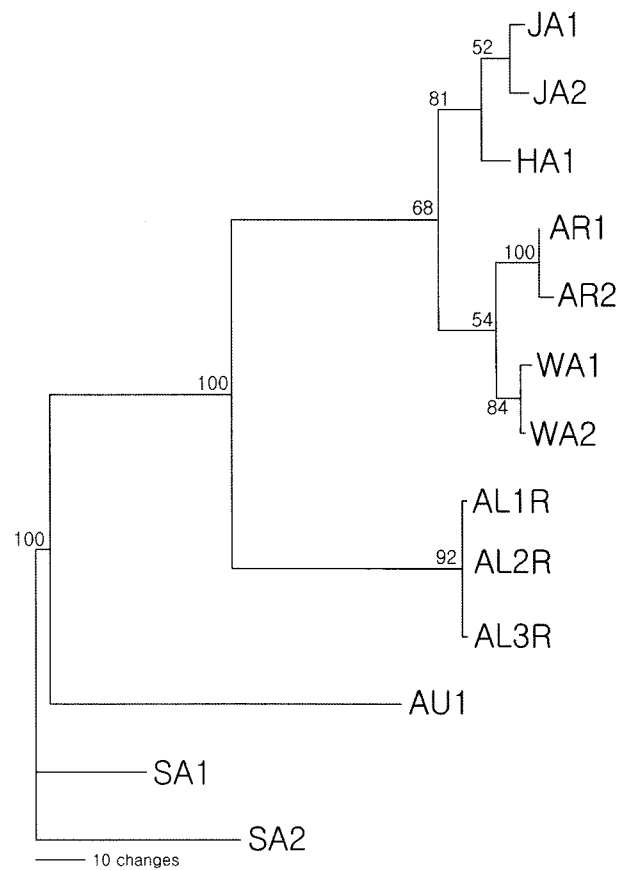 JA1
52
JA2
81
HA1
68
AR1
100
AR2
54
WA1
84
WA2
100
AL1R
92
AL2R
AL3R
100
AU1
SA1
SA2
10 changes